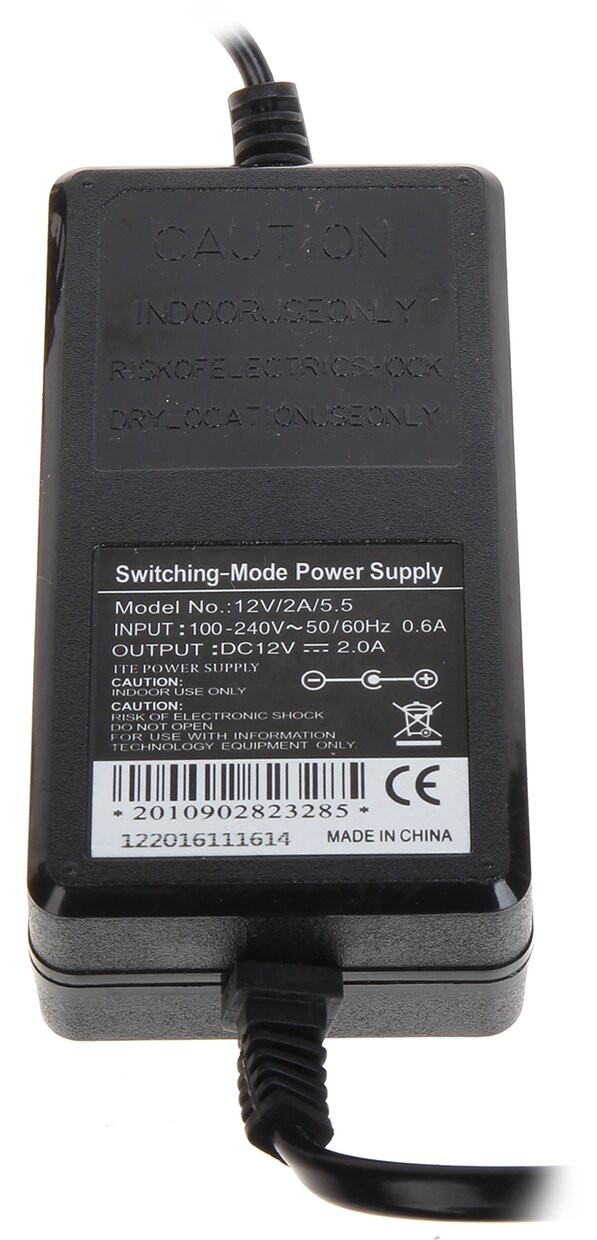 CAUTION
INDOORUSEONLY
RISKOFELECTRICSHOCK
DRYLOCATIONUSEONLY
Switching-Mode Power Supply
Model No.:12V/2A/5.5
INPUT : 100-240V~50/60Hz 0.6A
OUTPUT :DC12V ⎓ 2.0A
ITE POWER SUPPLY
CAUTION:
INDOOR USE ONLY
CAUTION:
RISK OF ELECTRONIC SHOCK
DO NOT OPEN
FOR USE WITH INFORMATION
TECHNOLOGY EQUIPMENT ONLY.
CE
*2010902823285*
122016111614 MADE IN CHINA